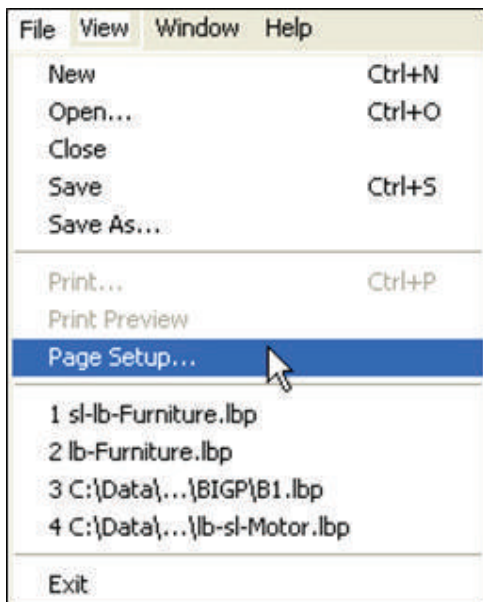 File View Window Help
New Ctrl+N
Open... Ctrl+O
Close
Save Ctrl+S
Save As...
Print... Ctrl+P
Print Preview
Page Setup...
1 sl-lb-Furniture.lbp
2 lb-Furniture.lbp
3 C:\Data\...\BIGP\B1.lbp
4 C:\Data\...\lb-sl-Motor.lbp
Exit